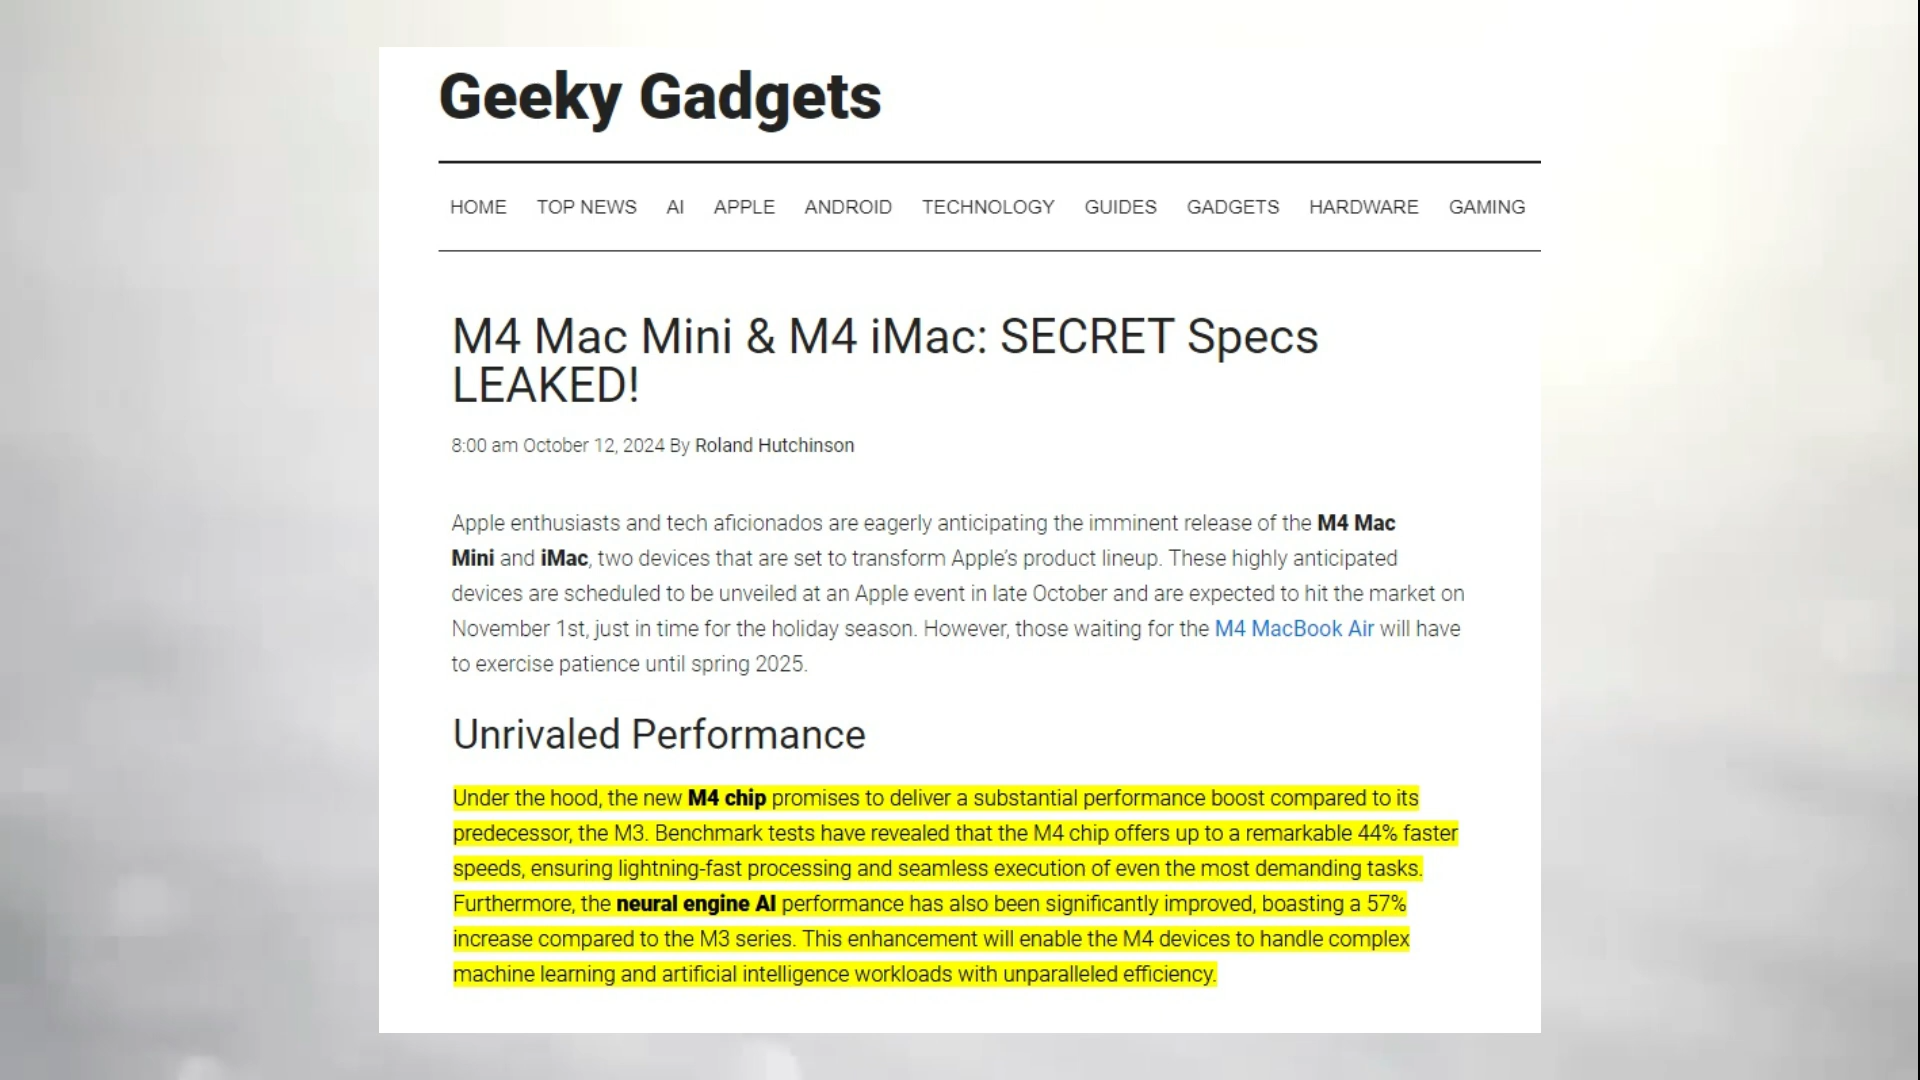 Geeky Gadgets
HOME TOP NEWS AI APPLE ANDROID TECHNOLOGY GUIDES GADGETS HARDWARE GAMING
M4 Mac Mini & M4 iMac: SECRET Specs
LEAKED!
8:00 am October 12, 2024 By Roland Hutchinson
Apple enthusiasts and tech aficionados are eagerly anticipating the imminent release of the M4 Mac
Mini and iMac, two devices that are set to transform Apple’s product lineup. These highly anticipated
devices are scheduled to be unveiled at an Apple event in late October and are expected to hit the market on
November 1st, just in time for the holiday season. However, those waiting for the M4 MacBook Air will have
to exercise patience until spring 2025.
Unrivaled Performance
Under the hood, the new M4 chip promises to deliver a substantial performance boost compared to its
predecessor, the M3. Benchmark tests have revealed that the M4 chip offers up to a remarkable 44% faster
speeds, ensuring lightning-fast processing and seamless execution of even the most demanding tasks.
Furthermore, the neural engine AI performance has also been significantly improved, boasting a 57%
increase compared to the M3 series. This enhancement will enable the M4 devices to handle complex
machine learning and artificial intelligence workloads with unparalleled efficiency.